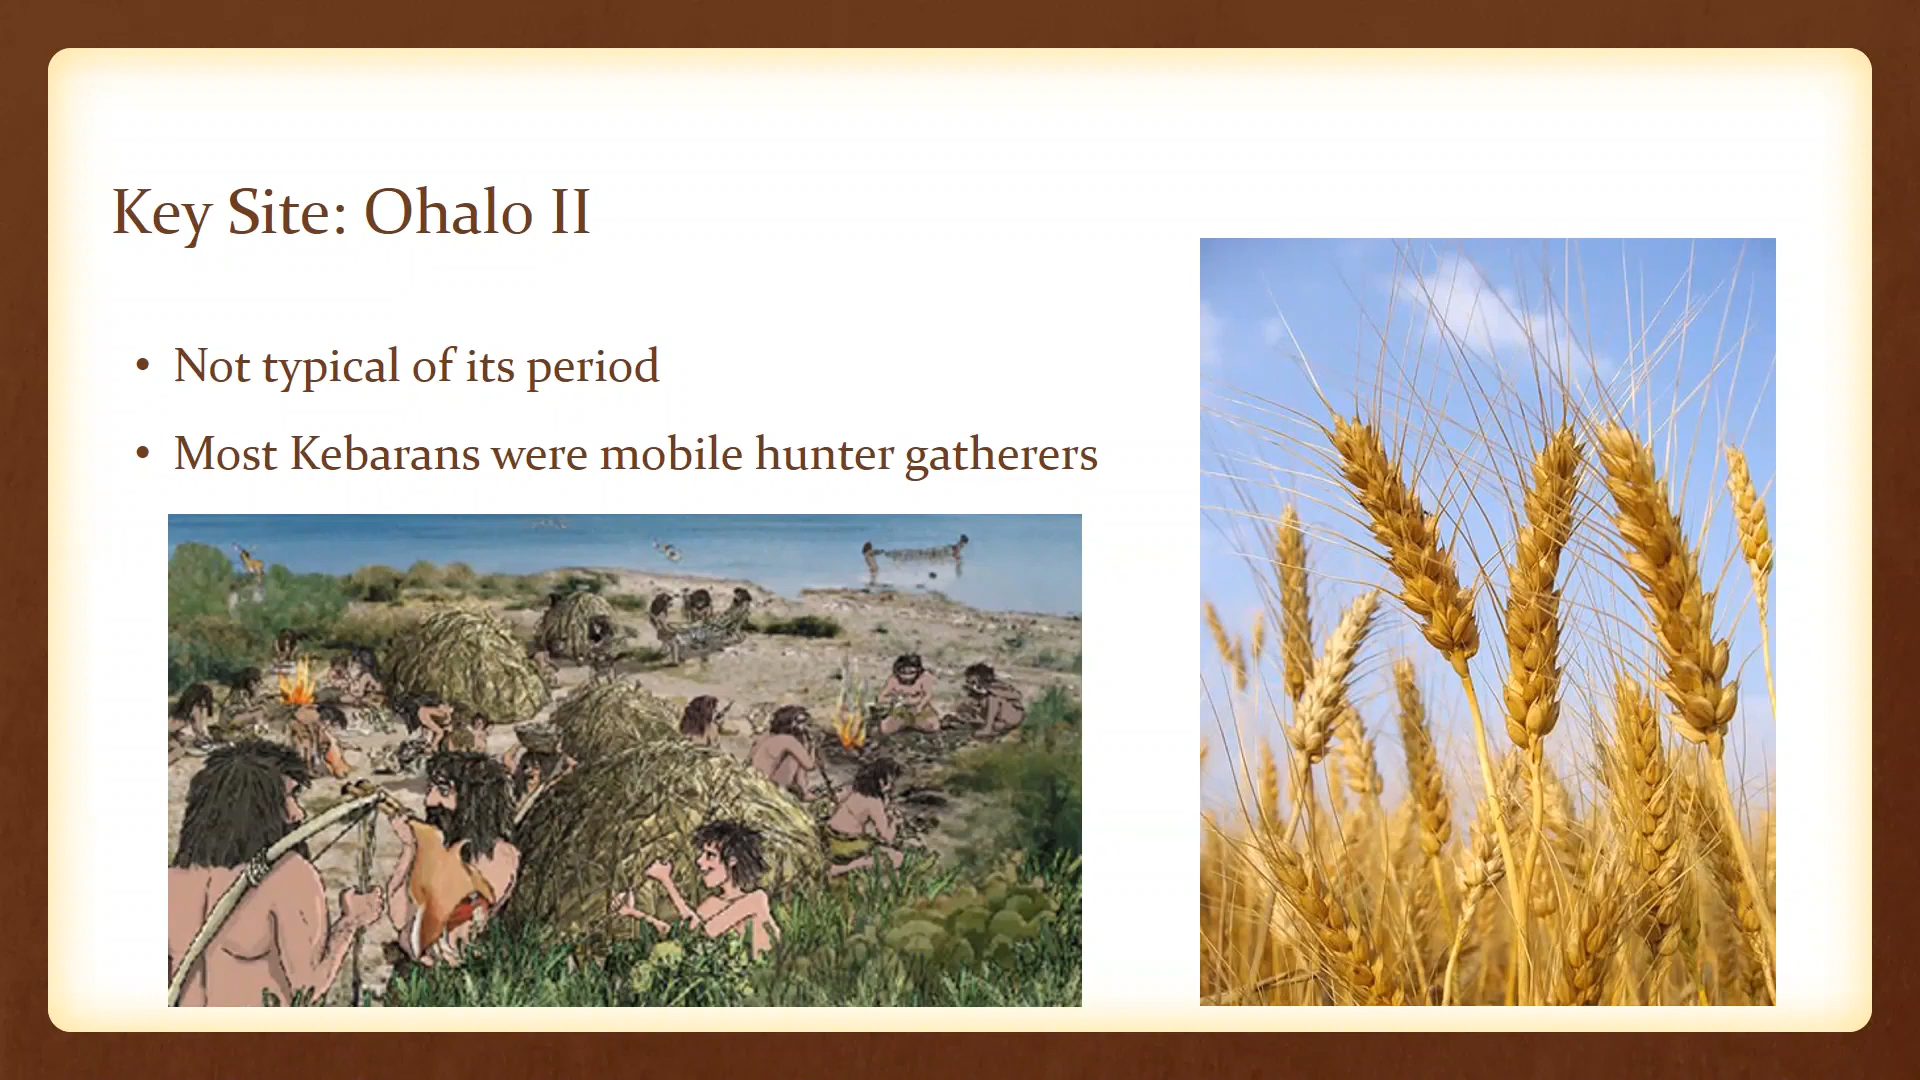 Key Site: Ohalo II
• Not typical of its period
• Most Kebarans were mobile hunter gatherers